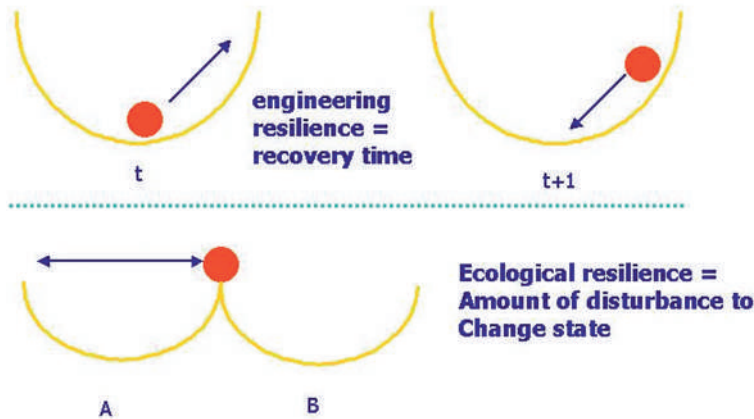 engineering
resilience =
recovery time
t
t+1
Ecological resilience =
Amount of disturbance to
Change state
A
B